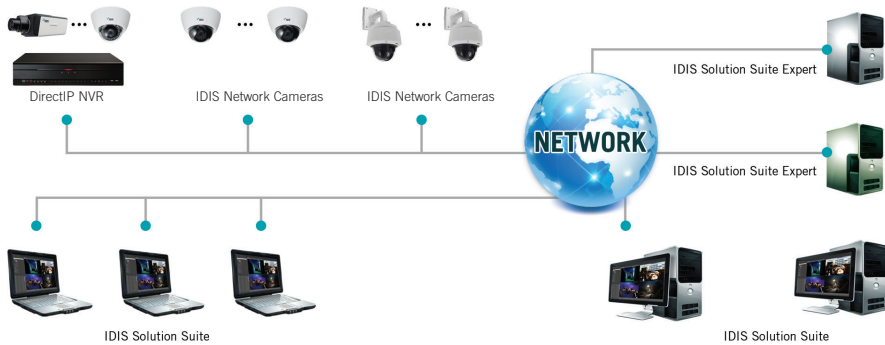 DirectIP NVR
IDIS Network Cameras
IDIS Network Cameras
IDIS Solution Suite Expert
NETWORK
IDIS Solution Suite Expert
IDIS Solution Suite
IDIS Solution Suite